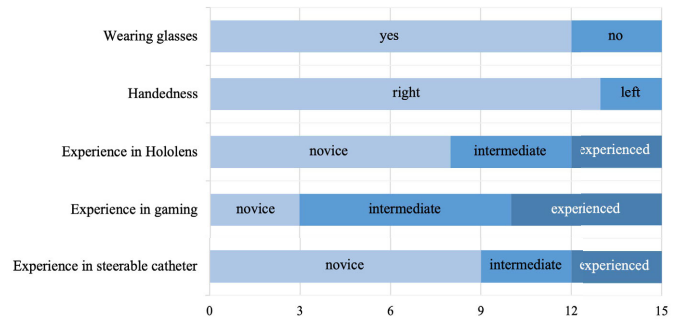 Wearing glasses yes no
Handedness right left
Experience in Hololens novice intermediate experienced
Experience in gaming novice intermediate experienced
Experience in steerable catheter novice intermediate experienced
0 3 6 9 12 15